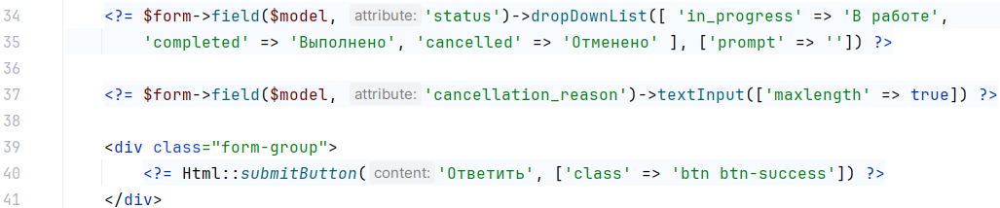 34 <?= $form->field($model, attribute: 'status')->dropDownList([ 'in_progress' => 'В работе',
35 'completed' => 'Выполнено', 'cancelled' => 'Отменено' ], ['prompt' => '']) ?>
36
37 <?= $form->field($model, attribute: 'cancellation_reason')->textInput(['maxlength' => true]) ?>
38
39 <div class="form-group">
40 <?= Html::submitButton( content: 'Ответить', ['class' => 'btn btn-success']) ?>
41 </div>